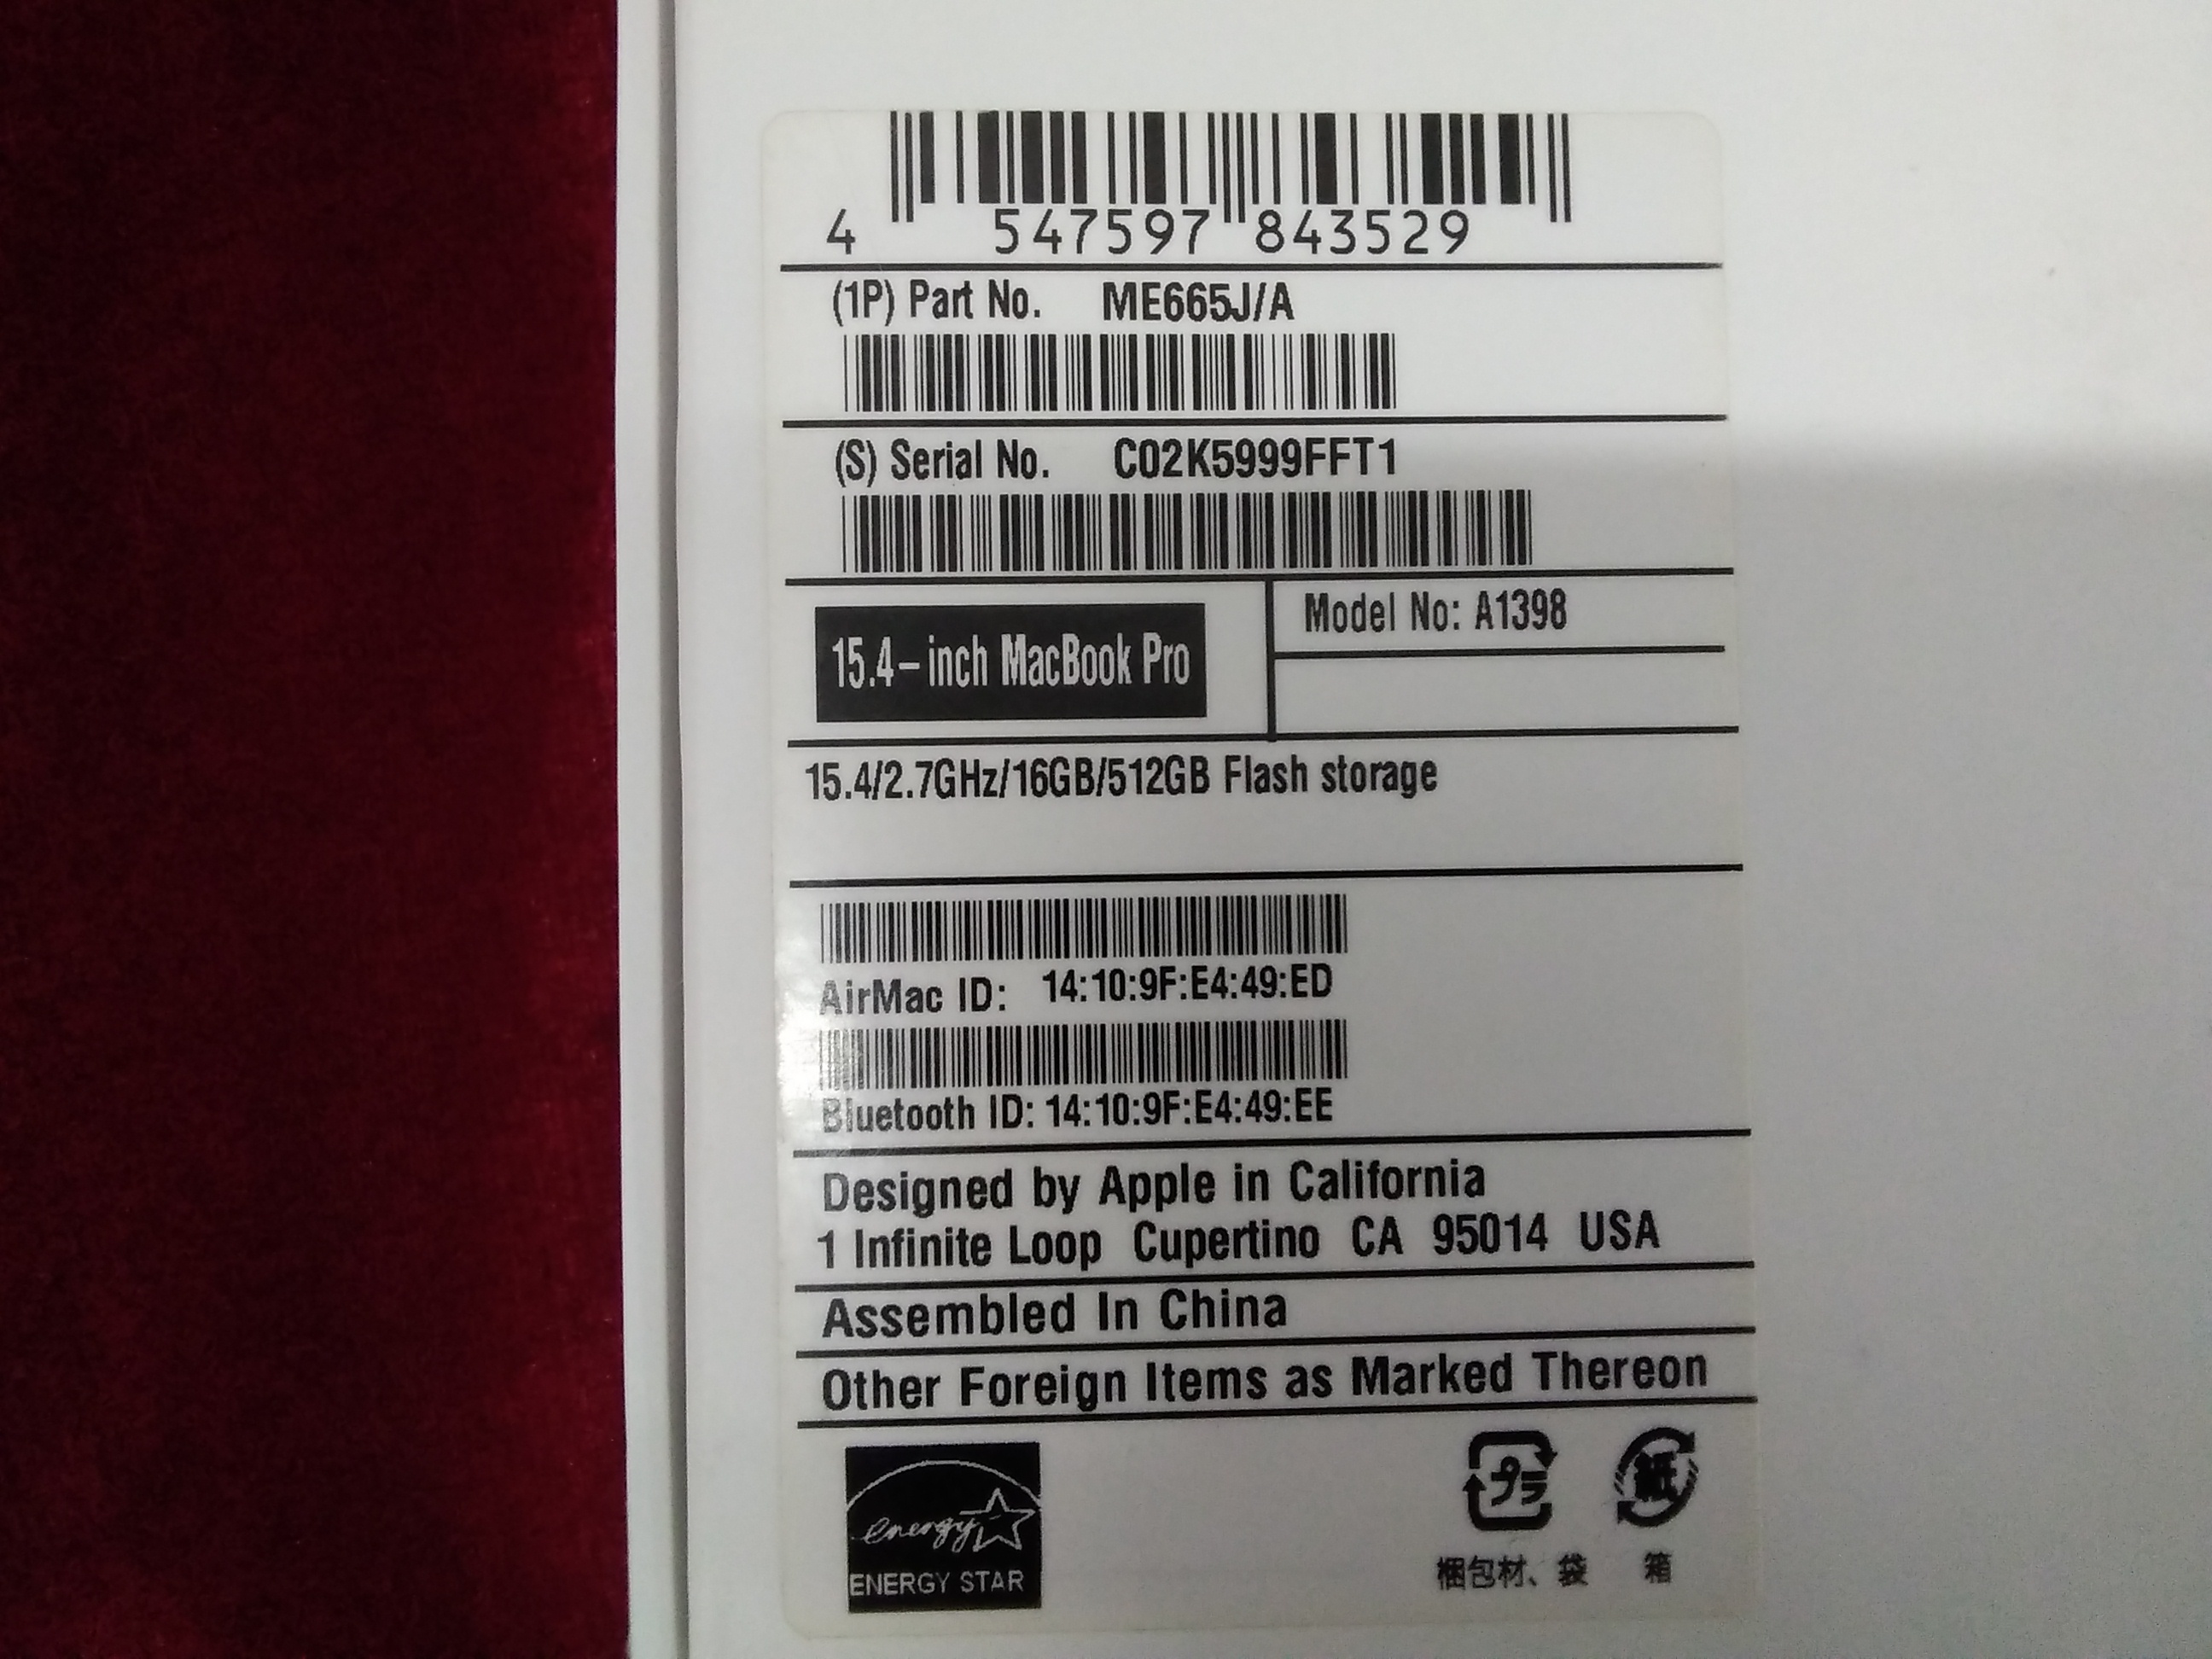 4 547597 843529
(1P) Part No. ME665J/A
(S) Serial No. C02K5999FFT1
15.4-inch MacBook Pro
Model No: A1398
15.4/2.7GHz/16GB/512GB Flash storage
AirMac ID: 14:10:9F:E4:49:ED
Bluetooth ID: 14:10:9F:E4:49:EE
Designed by Apple in California
1 Infinite Loop Cupertino CA 95014 USA
Assembled In China
Other Foreign Items as Marked Thereon
energy
ENERGY STAR
プラ
紙
梱包材、袋
箱